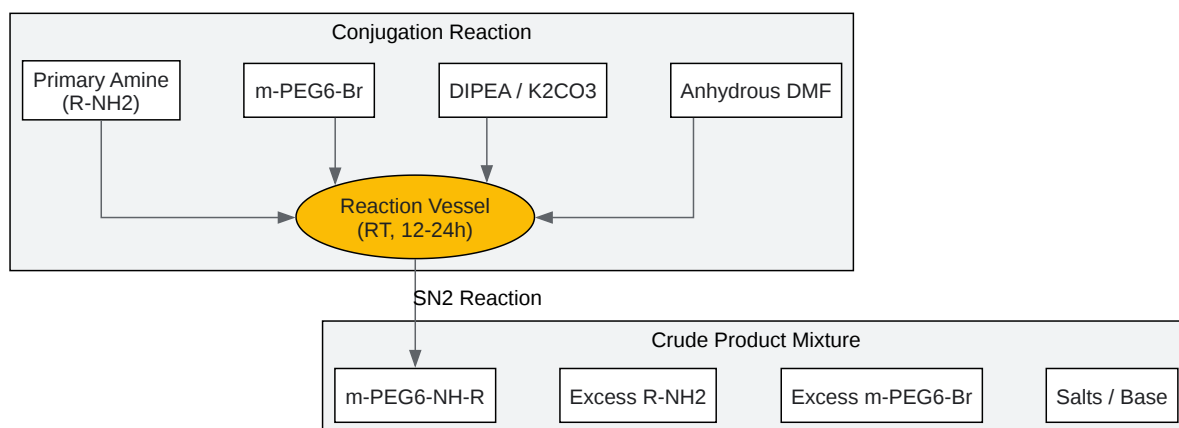 Conjugation Reaction
Primary Amine
(R-NH2)
m-PEG6-Br
DIPEA / K2CO3
Anhydrous DMF
Reaction Vessel
(RT, 12-24h)
SN2 Reaction
Crude Product Mixture
m-PEG6-NH-R
Excess R-NH2
Excess m-PEG6-Br
Salts / Base